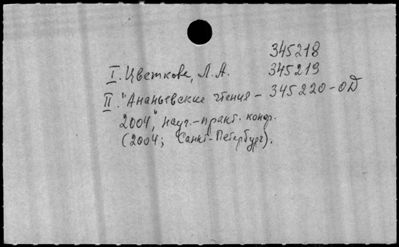 345218
I. Цветкова, Л. А. 345219
II. "Ананьевские чтения - 345220-ОД
2004", науч.-практ. конф.
(2004; Санкт-Петербург).